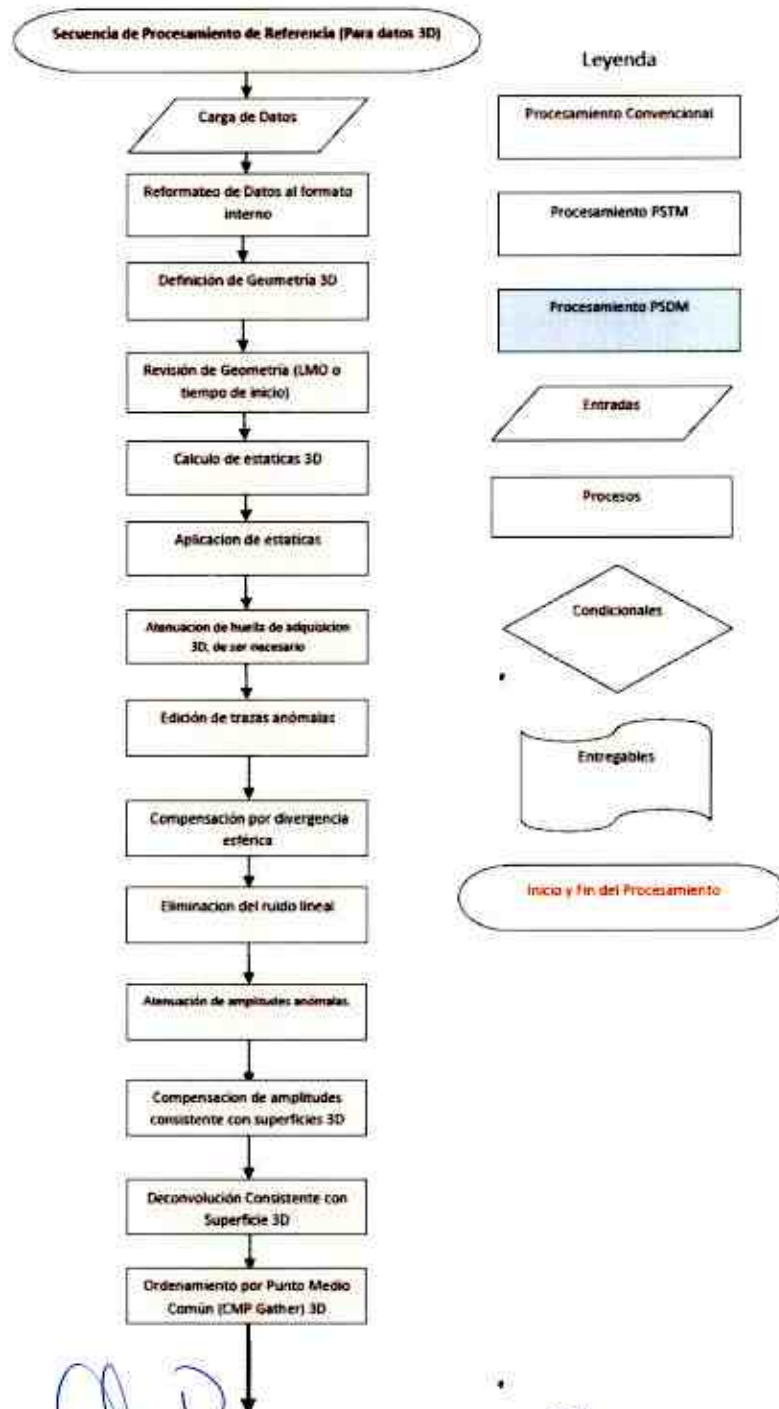 Secuencia de Procesamiento de Referencia (Para datos 3D)
Carga de Datos
Reformateo de Datos al formato
interno
Definición de Geometría 3D
Revisión de Geometría (LMO o
tiempo de inicio)
Calculo de estaticas 3D
Aplicacion de estaticas
Atenuacion de huella de adquisicion
3D, de ser necesario
Edición de trazas anómalas
Compensación por divergencia
esférica
Eliminacion del ruido lineal
Atenuación de amplitudes anómalas.
Compensacion de amplitudes
consistente con superficies 3D
Deconvolución Consistente con
Superficie 3D
Ordenamiento por Punto Medio
Común (CMP Gather) 3D
Leyenda
Procesamiento Convencional
Procesamiento PSTM
Procesamiento PSDM
Entradas
Procesos
Condicionales
Entregables
Inicio y Fin del Procesamiento